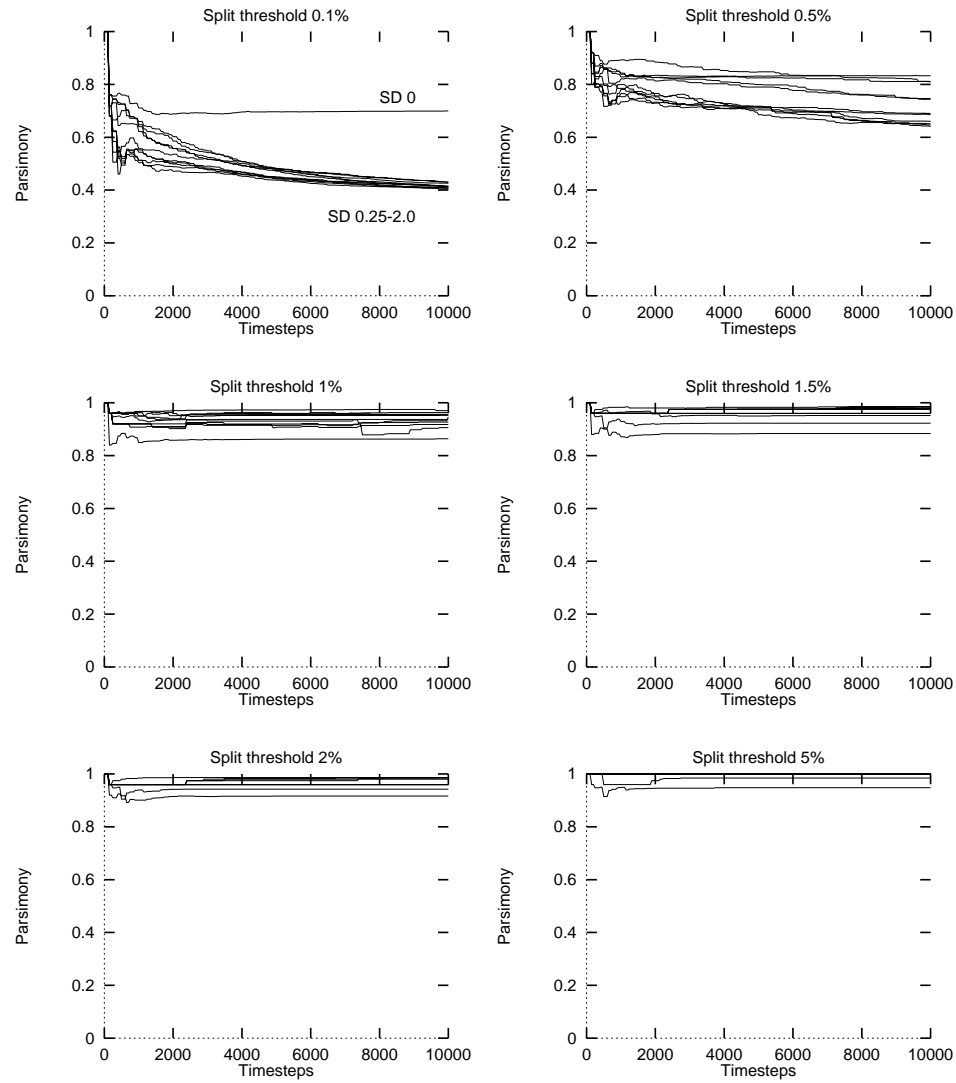 Split threshold 0.1%
1
0.8
0.6
0.4
0.2
0
Parsimony
SD 0
SD 0.25-2.0
0 2000 4000 6000 8000 10000
Timesteps
Split threshold 0.5%
1
0.8
0.6
0.4
0.2
0
Parsimony
0 2000 4000 6000 8000 10000
Timesteps
Split threshold 1%
1
0.8
0.6
0.4
0.2
0
Parsimony
0 2000 4000 6000 8000 10000
Timesteps
Split threshold 1.5%
1
0.8
0.6
0.4
0.2
0
Parsimony
0 2000 4000 6000 8000 10000
Timesteps
Split threshold 2%
1
0.8
0.6
0.4
0.2
0
Parsimony
0 2000 4000 6000 8000 10000
Timesteps
Split threshold 5%
1
0.8
0.6
0.4
0.2
0
Parsimony
0 2000 4000 6000 8000 10000
Timesteps